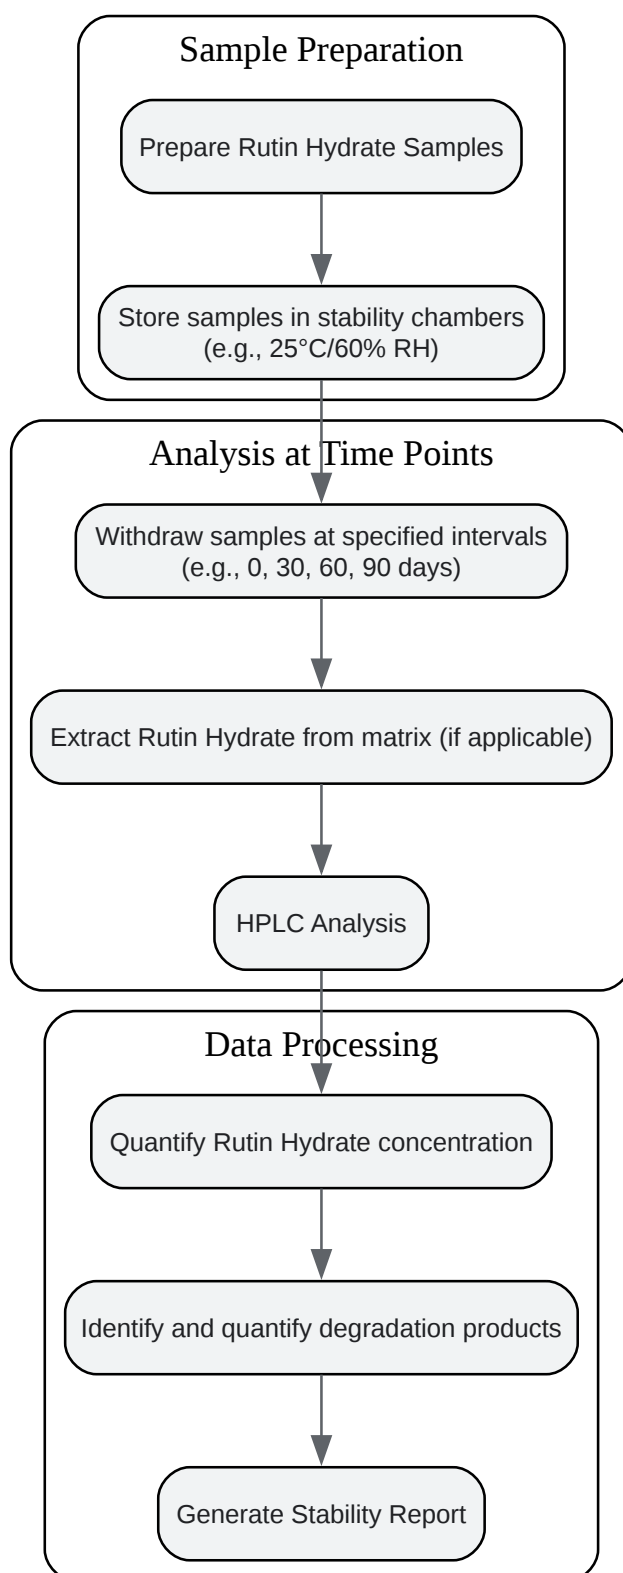 Sample Preparation
Prepare Rutin Hydrate Samples
Store samples in stability chambers
(e.g., 25°C/60% RH)
Analysis at Time Points
Withdraw samples at specified intervals
(e.g., 0, 30, 60, 90 days)
Extract Rutin Hydrate from matrix (if applicable)
HPLC Analysis
Data Processing
Quantify Rutin Hydrate concentration
Identify and quantify degradation products
Generate Stability Report